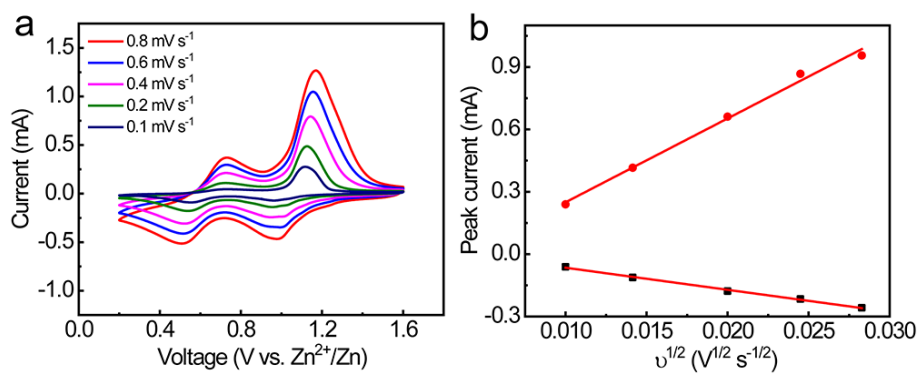 a
1.5
1.0
0.5
0.0
-0.5
-1.0
Current (mA)
0.8 mV s⁻¹
0.6 mV s⁻¹
0.4 mV s⁻¹
0.2 mV s⁻¹
0.1 mV s⁻¹
0.0 0.4 0.8 1.2 1.6
Voltage (V vs. Zn²⁺/Zn)
b
0.9
0.6
0.3
0.0
-0.3
Peak current (mA)
0.010 0.015 0.020 0.025 0.030
υ¹/² (V¹/² s⁻¹/²)